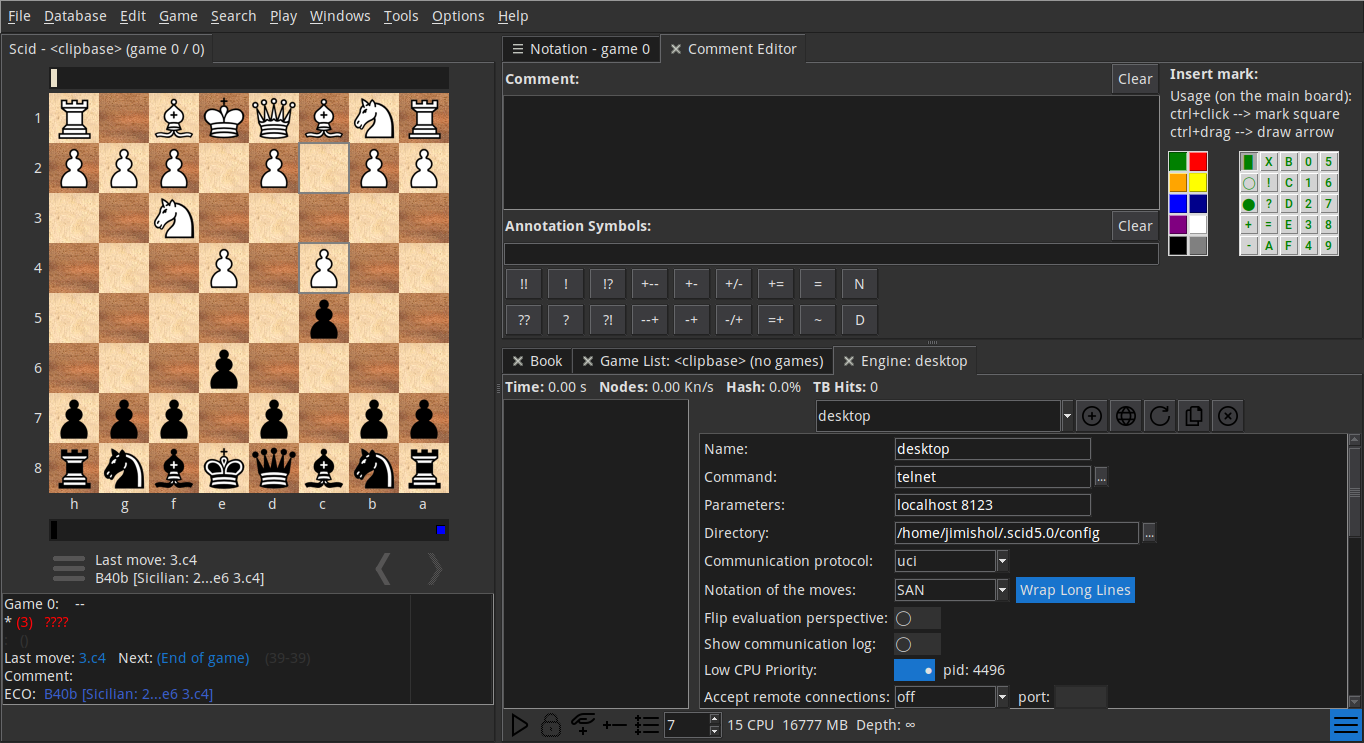 File Database Edit Game Search Play Windows Tools Options Help
Scid - <clipbase> (game 0 / 0)
1
2
3
4
5
6
7
8
h g f e d c b a
Last move: 3.c4
B40b [Sicilian: 2...e6 3.c4]
Game 0: --
* (3) ????
: ()
Last move: 3.c4 Next: (End of game) (39-39)
Comment:
ECO: B40b [Sicilian: 2...e6 3.c4]
Notation - game 0 Comment Editor
Comment: Clear
Annotation Symbols: Clear
!! ! !? +-- +- +/- += = N
?? ? ?! --+ -+ -/+ =+ ~ D
Insert mark:
Usage (on the main board):
ctrl+click --> mark square
ctrl+drag --> draw arrow
X B 0 5
! C 1 6
? D 2 7
+ = E 3 8
- A F 4 9
Book Game List: <clipbase> (no games) Engine: desktop
Time: 0.00 s Nodes: 0.00 Kn/s Hash: 0.0% TB Hits: 0
desktop
Name: desktop
Command: telnet ...
Parameters: localhost 8123
Directory: /home/jimishol/.scid5.0/config ...
Communication protocol: uci
Notation of the moves: SAN Wrap Long Lines
Flip evaluation perspective:
Show communication log:
Low CPU Priority: pid: 4496
Accept remote connections: off port:
7 15 CPU 16777 MB Depth: ∞